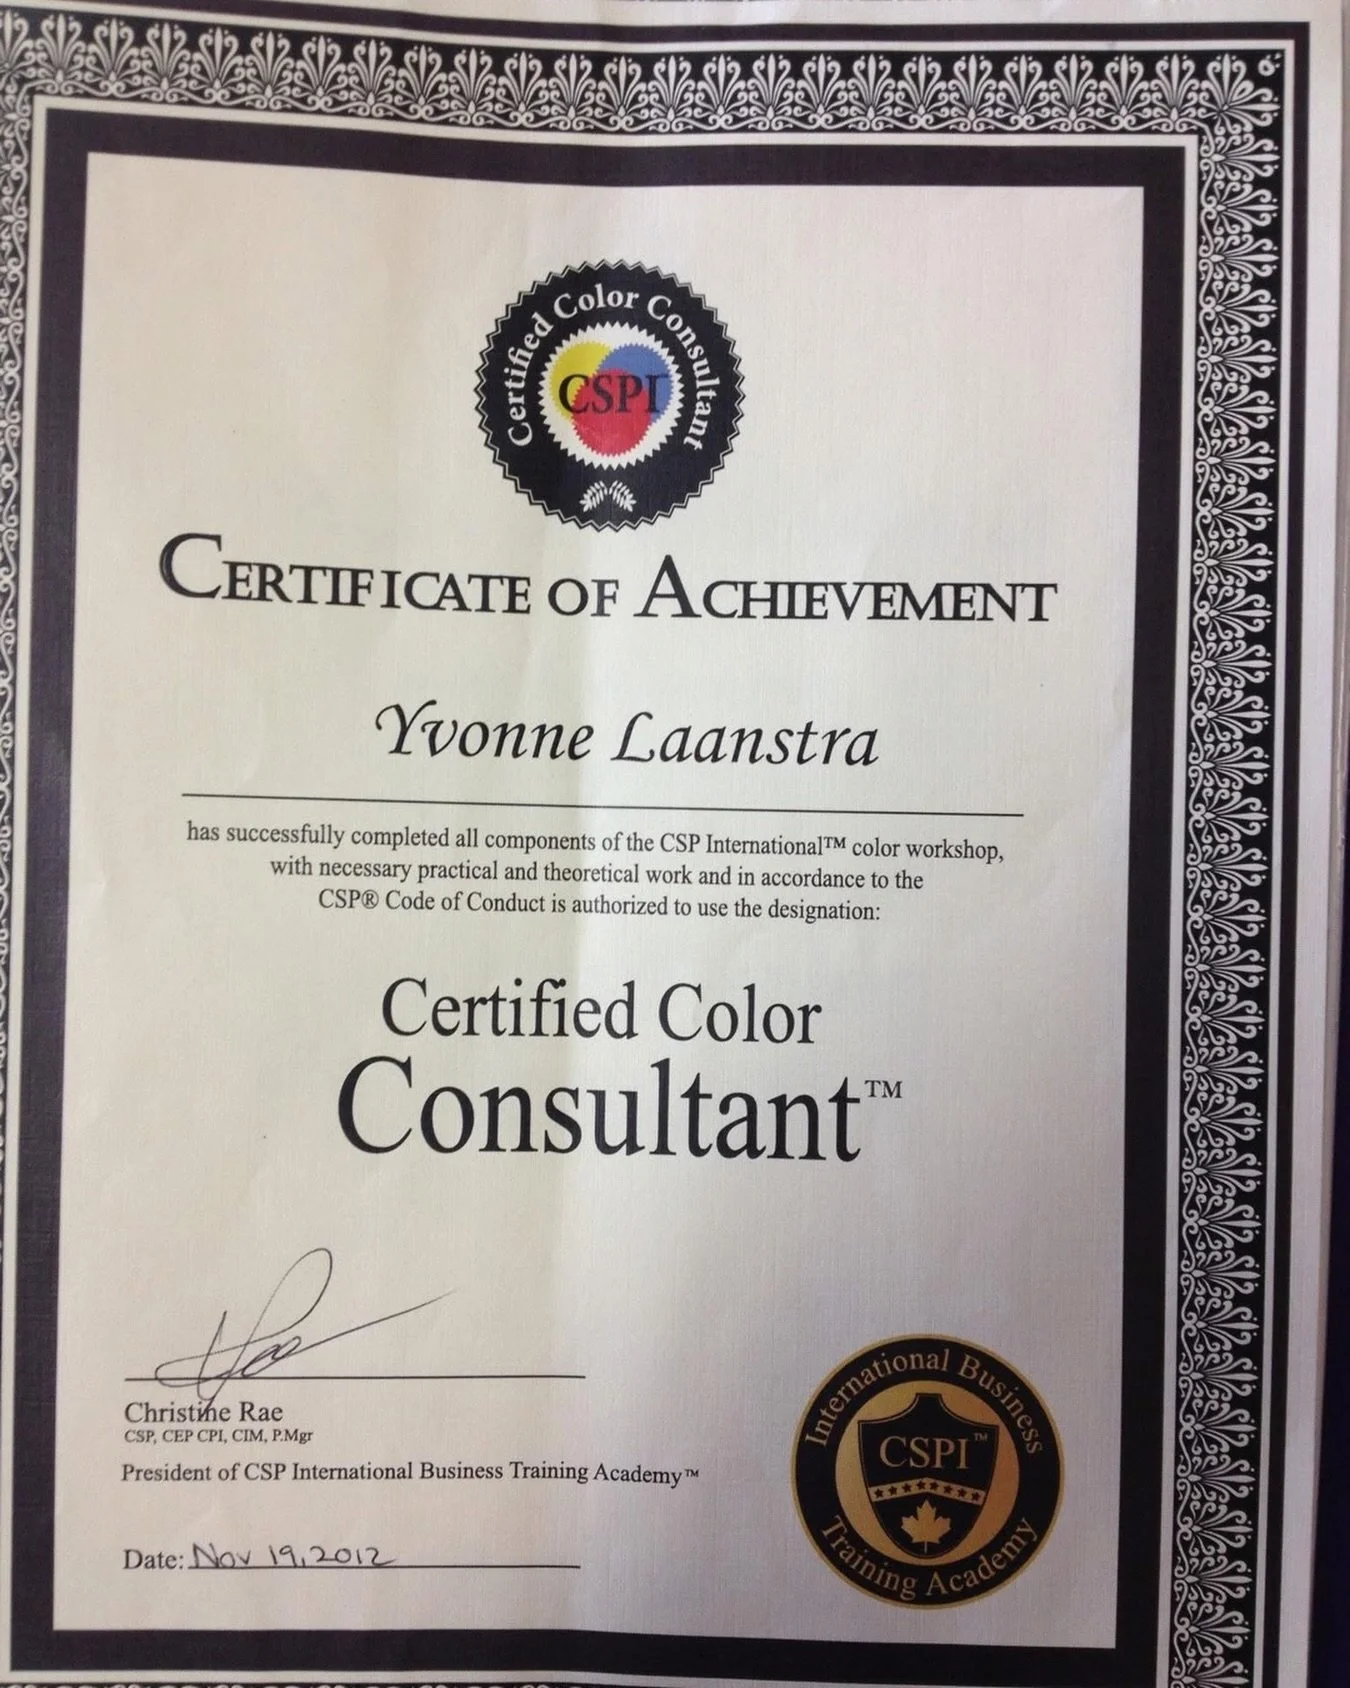 Certified Color Consultant
CSPI
CERTIFICATE OF ACHIEVEMENT
Yvonne Laanstra
has successfully completed all components of the CSP International™ color workshop,
with necessary practical and theoretical work and in accordance to the
CSP® Code of Conduct is authorized to use the designation:
Certified Color
Consultant™
Christine Rae
CSP, CEP CPI, CIM, P.Mgr
President of CSP International Business Training Academy™
Date: Nov 19, 2012
International Business
CSPI™
Training Academy